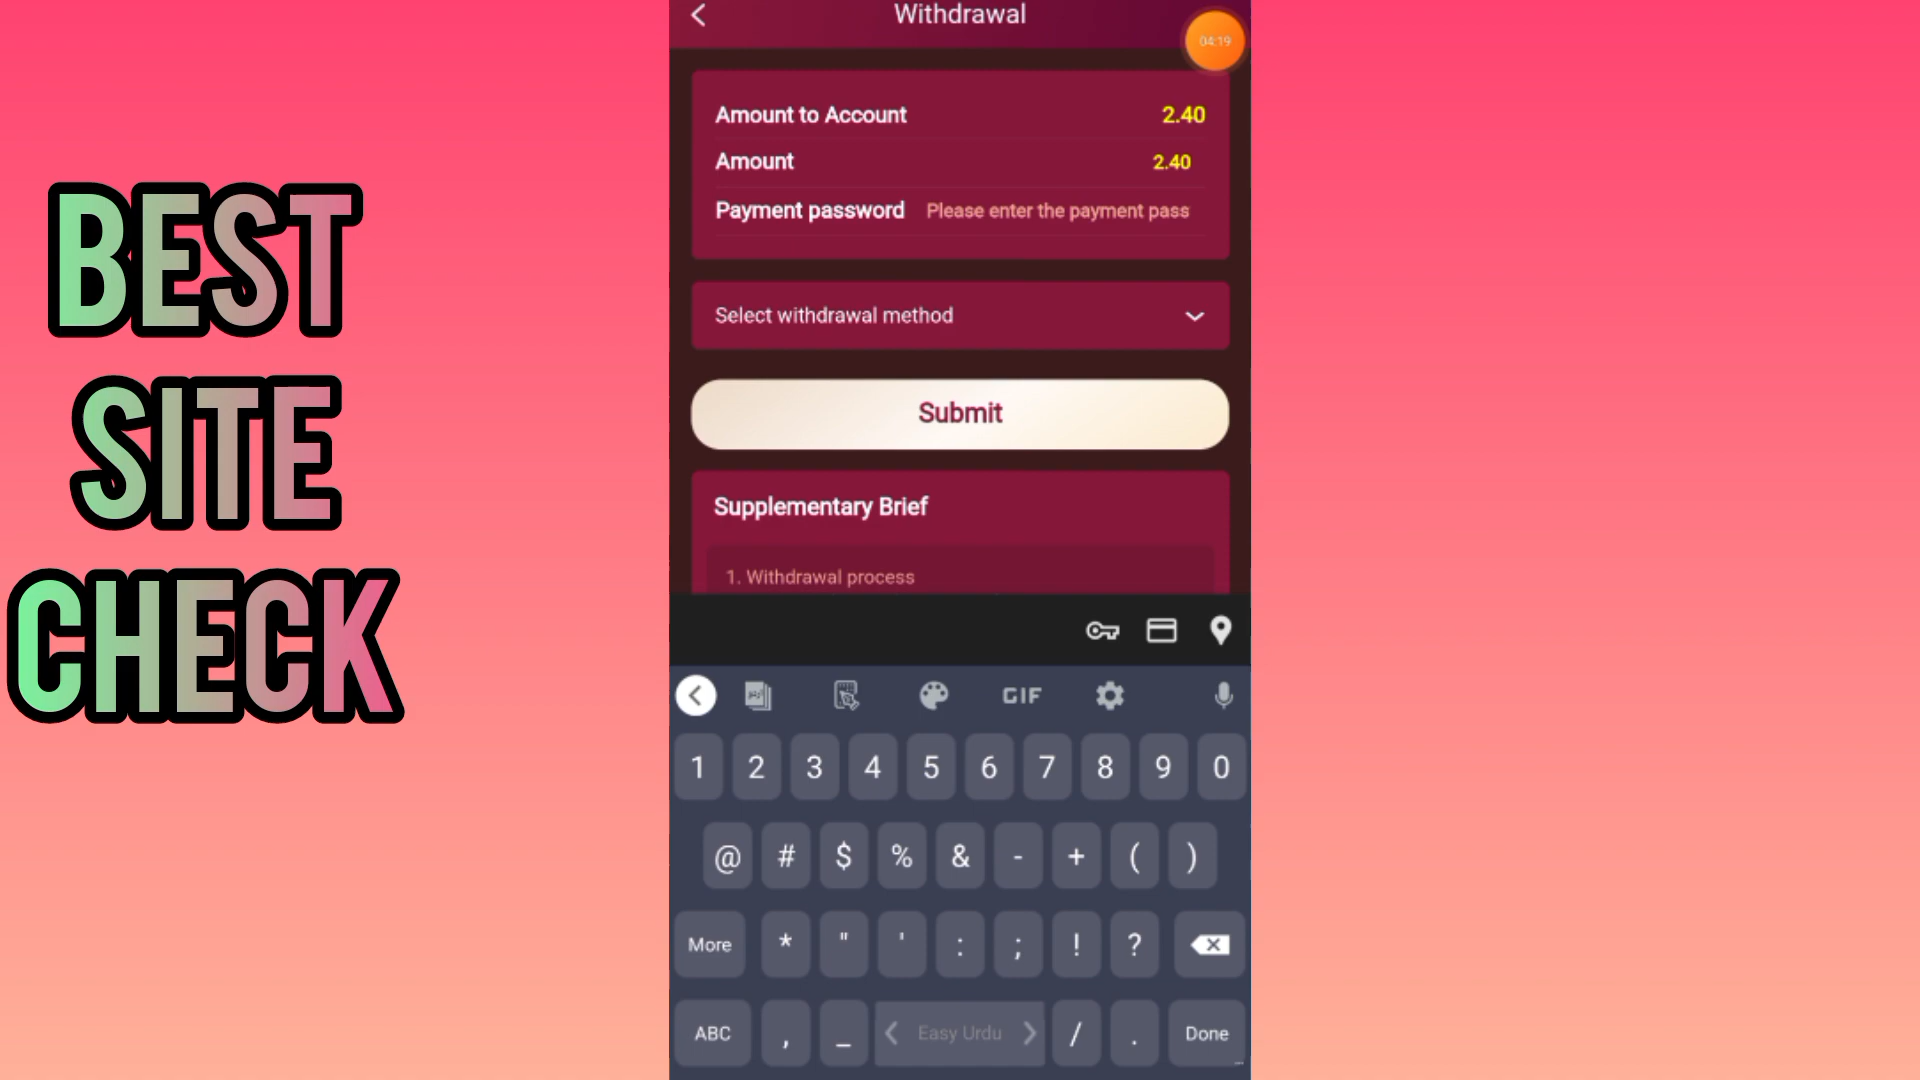 BEST
SITE
CHECK
Withdrawal
04:19
Amount to Account 2.40
Amount 2.40
Payment password Please enter the payment pass
Select withdrawal method
Submit
Supplementary Brief
1. Withdrawal process
GIF
1 2 3 4 5 6 7 8 9 0
@ # $ % & - + ( )
More * " ' : ; ! ?
ABC , _ Easy Urdu / . Done